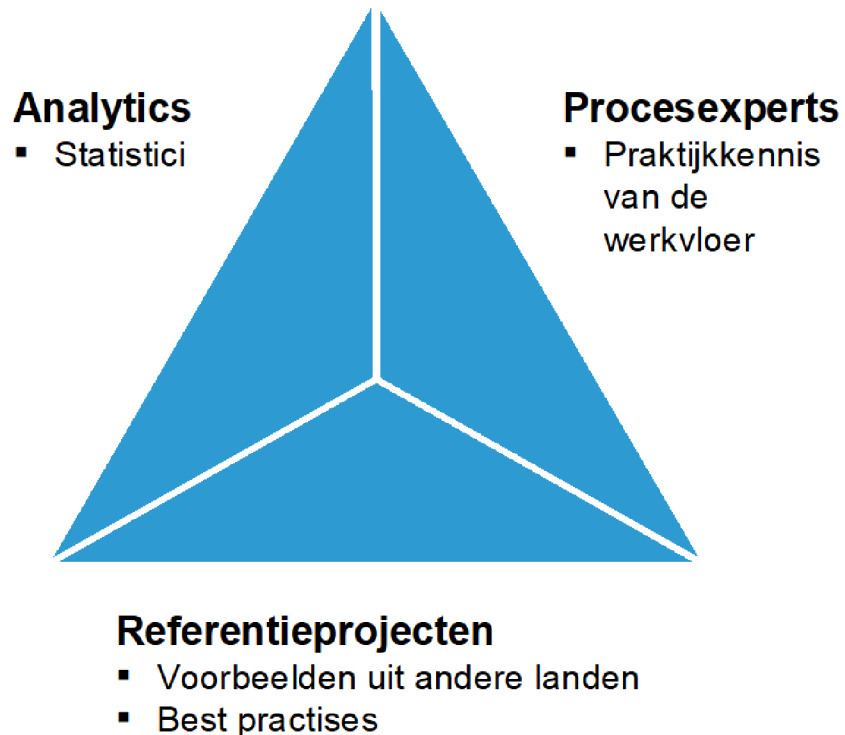 Analytics
▪ Statistici
Procesexperts
▪ Praktijkkennis
van de
werkvloer
Referentieprojecten
▪ Voorbeelden uit andere landen
▪ Best practises